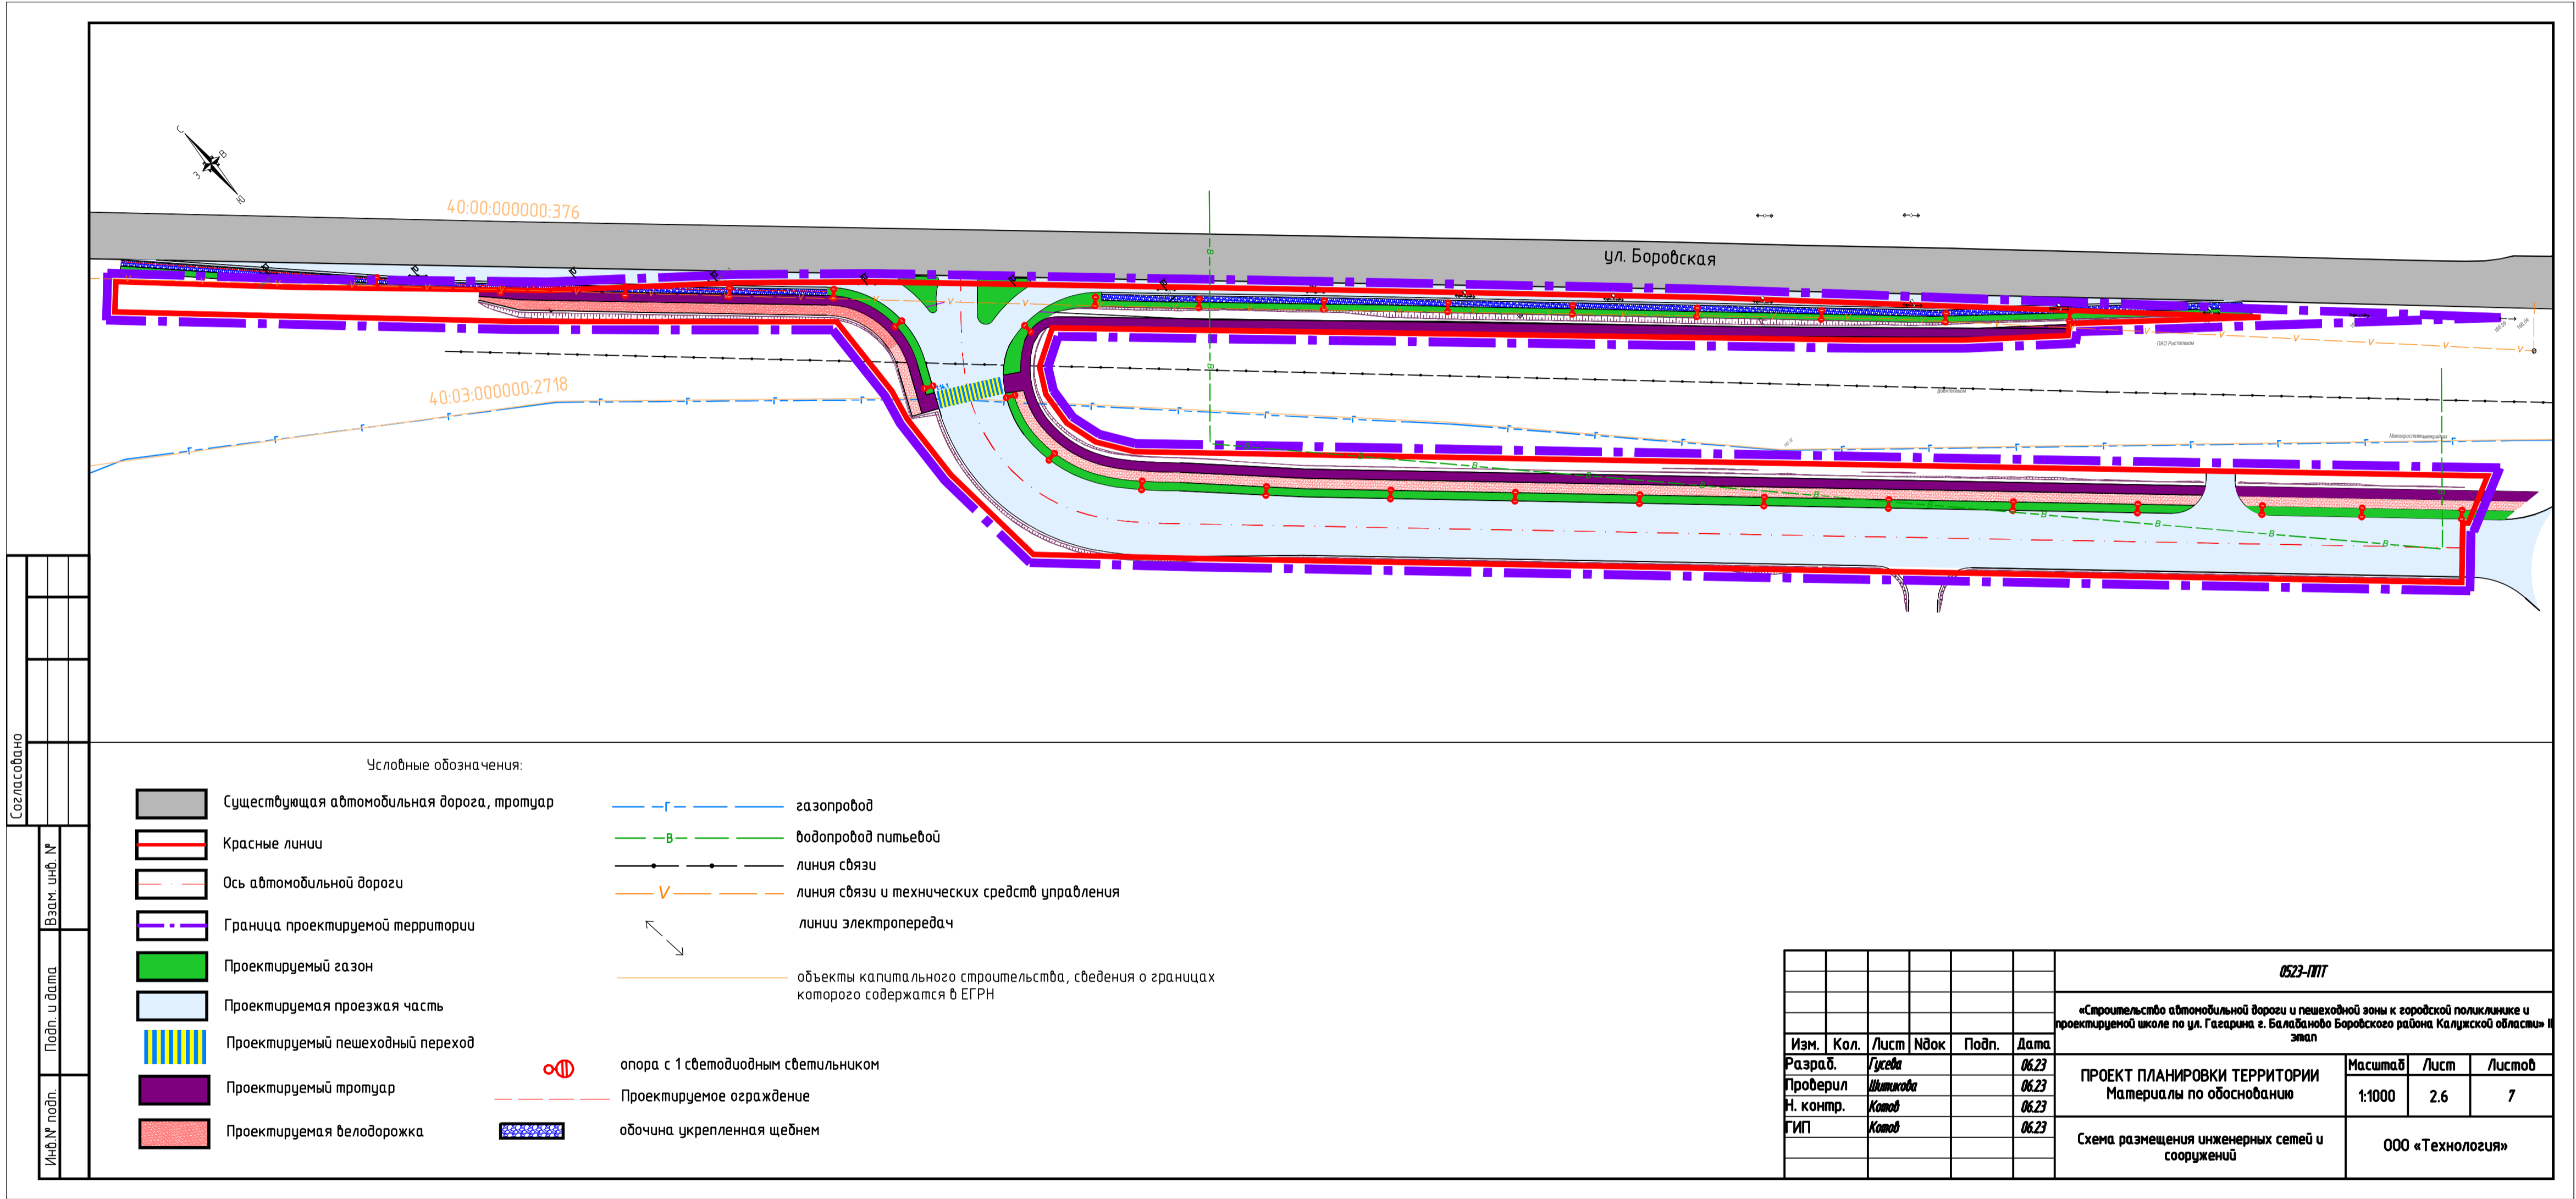 С
В
З
Ю
40:00:000000:376
ул. Боровская
40:03:000000:2718
ПАО Ростелеком
Согласовано
Взам. инв. №
Подп. и дата
Инв.№ подп.
Условные обозначения:
Существующая автомобильная дорога, тротуар
Красные линии
Ось автомобильной дороги
Граница проектируемой территории
Проектируемый газон
Проектируемая проезжая часть
Проектируемый пешеходный переход
Проектируемый тротуар
Проектируемая велодорожка
Г газопровод
В водопровод питьевой
линия связи
V линия связи и технических средств управления
линии электропередач
объекты капитального строительства, сведения о границах
которого содержатся в ЕГРН
опора с 1 светодиодным светильником
Проектируемое ограждение
обочина укрепленная щебнем
0523-ППТ
«Строительство автомобильной дороги и пешеходной зоны к городской поликлинике и
проектируемой школе по ул. Гагарина г. Балабаново Боровского района Калужской области» II
этап
Изм. Кол. Лист Nдок Подп. Дата
Разраб. Гусева 06.23
Проверил Шитикова 06.23
Н. контр. Котов 06.23
ГИП Котов 06.23
ПРОЕКТ ПЛАНИРОВКИ ТЕРРИТОРИИ
Материалы по обоснованию
Масштаб Лист Листов
1:1000 2.6 7
Схема размещения инженерных сетей и
сооружений
ООО «Технология»